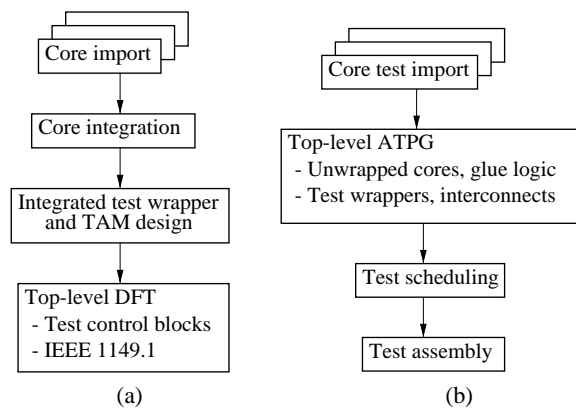 Core import
Core integration
Integrated test wrapper
and TAM design
Top-level DFT
- Test control blocks
- IEEE 1149.1
(a)
Core test import
Top-level ATPG
- Unwrapped cores, glue logic
- Test wrappers, interconnects
Test scheduling
Test assembly
(b)